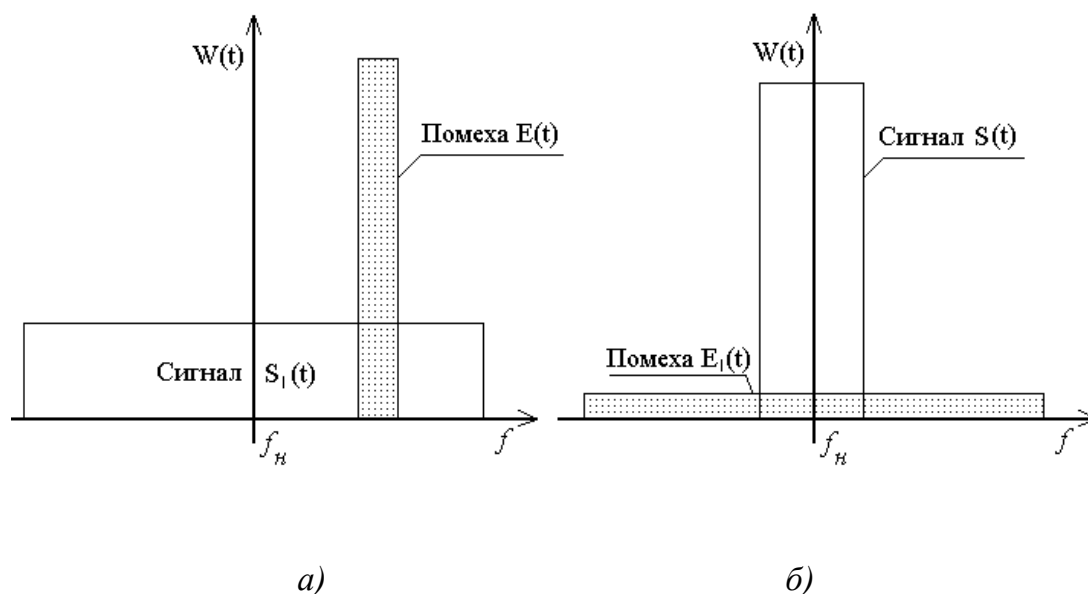 W(t)
Помеха E(t)
Сигнал S₁(t)
f
fн
а)
W(t)
Сигнал S(t)
Помеха E₁(t)
f
fн
б)